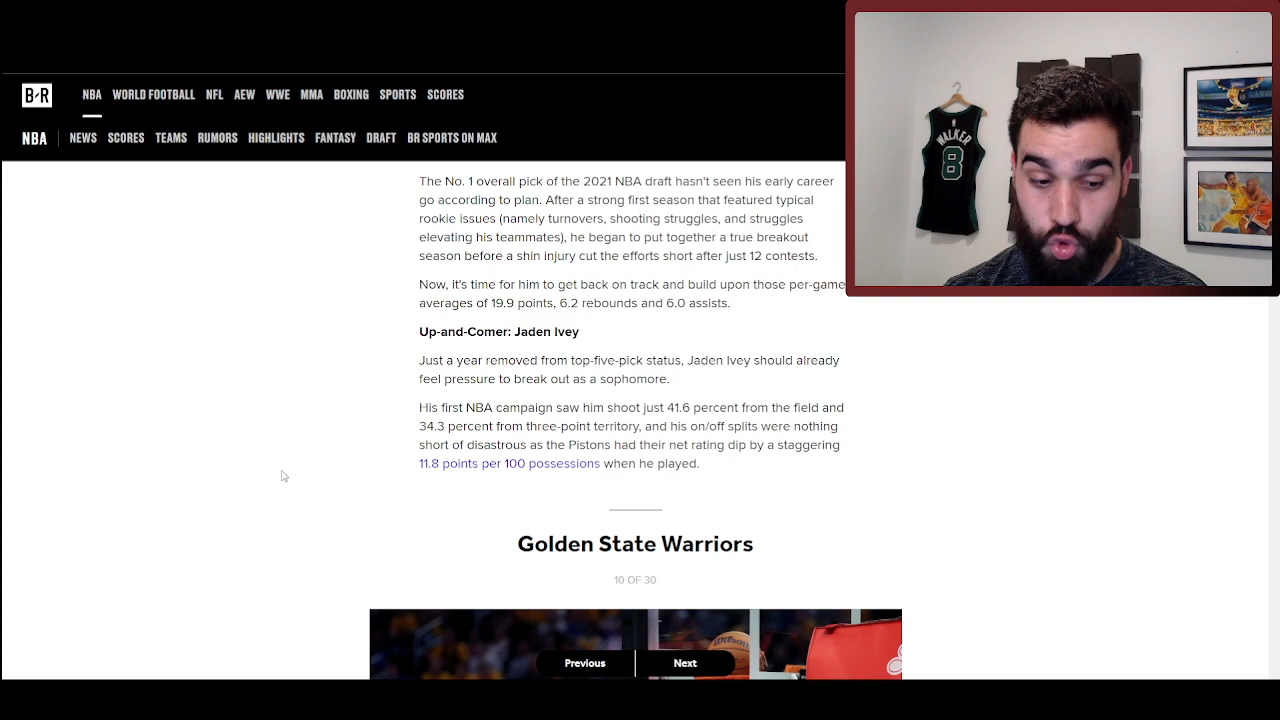 B/R
NBA WORLD FOOTBALL NFL AEW WWE MMA BOXING SPORTS SCORES
NBA NEWS SCORES TEAMS RUMORS HIGHLIGHTS FANTASY DRAFT BR SPORTS ON MAX
WALKER
8
The No. 1 overall pick of the 2021 NBA draft hasn't seen his early career
go according to plan. After a strong first season that featured typical
rookie issues (namely turnovers, shooting struggles, and struggles
elevating his teammates), he began to put together a true breakout
season before a shin injury cut the efforts short after just 12 contests.
Now, it's time for him to get back on track and build upon those per-game
averages of 19.9 points, 6.2 rebounds and 6.0 assists.
Up-and-Comer: Jaden Ivey
Just a year removed from top-five-pick status, Jaden Ivey should already
feel pressure to break out as a sophomore.
His first NBA campaign saw him shoot just 41.6 percent from the field and
34.3 percent from three-point territory, and his on/off splits were nothing
short of disastrous as the Pistons had their net rating dip by a staggering
11.8 points per 100 possessions when he played.
Golden State Warriors
10 OF 30
Wilson
Previous Next